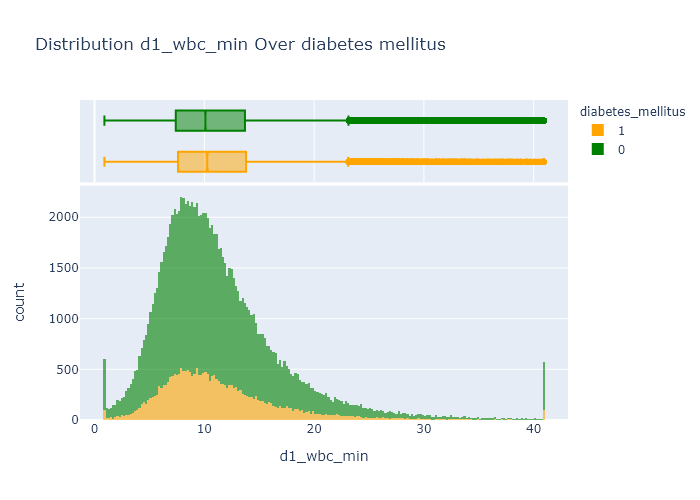 Distribution d1_wbc_min Over diabetes mellitus
diabetes_mellitus
1
0
2000
1500
1000
500
0
count
0 10 20 30 40
d1_wbc_min